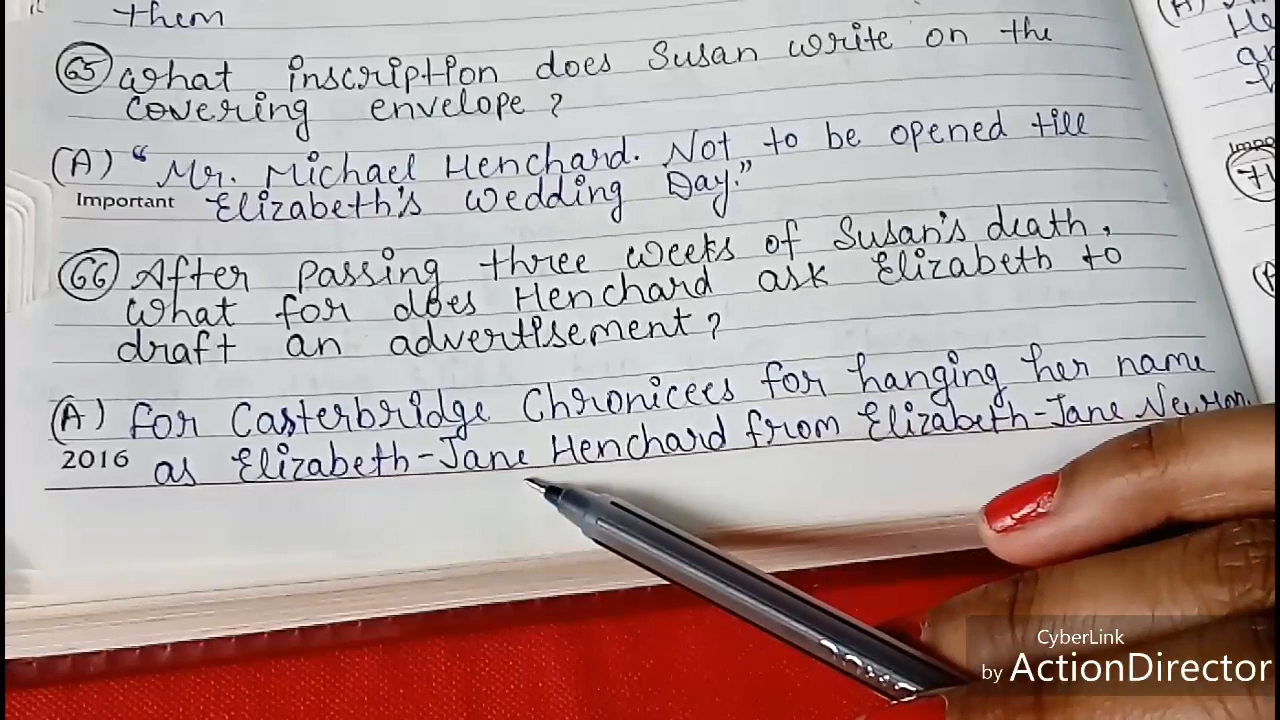 them
65 What inscription does Susan write on the
covering envelope?
(A) "Mr. Michael Henchard. Not to be opened till
Important Elizabeth's Wedding Day."
66 After passing three weeks of Susan's death,
what for does Henchard ask Elizabeth to
draft an advertisement?
(A) for Casterbridge Chronicees for hanging her name
2016 as Elizabeth-Jane Henchard from Elizabeth-Jane Newson.
CyberLink
by ActionDirector